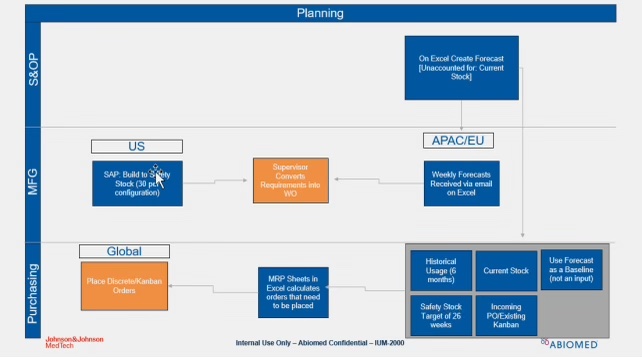 Planning
S&OP
On Excel Create Forecast
[Unaccounted for: Current
Stock]
MFG
US
SAP: Build to Safety
Stock (30 per
configuration)
Supervisor
Converts
Requirements into
WO
APAC/EU
Weekly Forecasts
Received via email
on Excel
Purchasing
Global
Place Discrete/Kanban
Orders
MRP Sheets in
Excel calculates
orders that need
to be placed
Historical
Usage (6
months)
Current Stock
Use Forecast
as a Baseline
(not an input)
Safety Stock
Target of 26
weeks
Incoming
PO/Existing
Kanban
Johnson&Johnson
MedTech
Internal Use Only – Abiomed Confidential – IUM-2000
ABIOMED